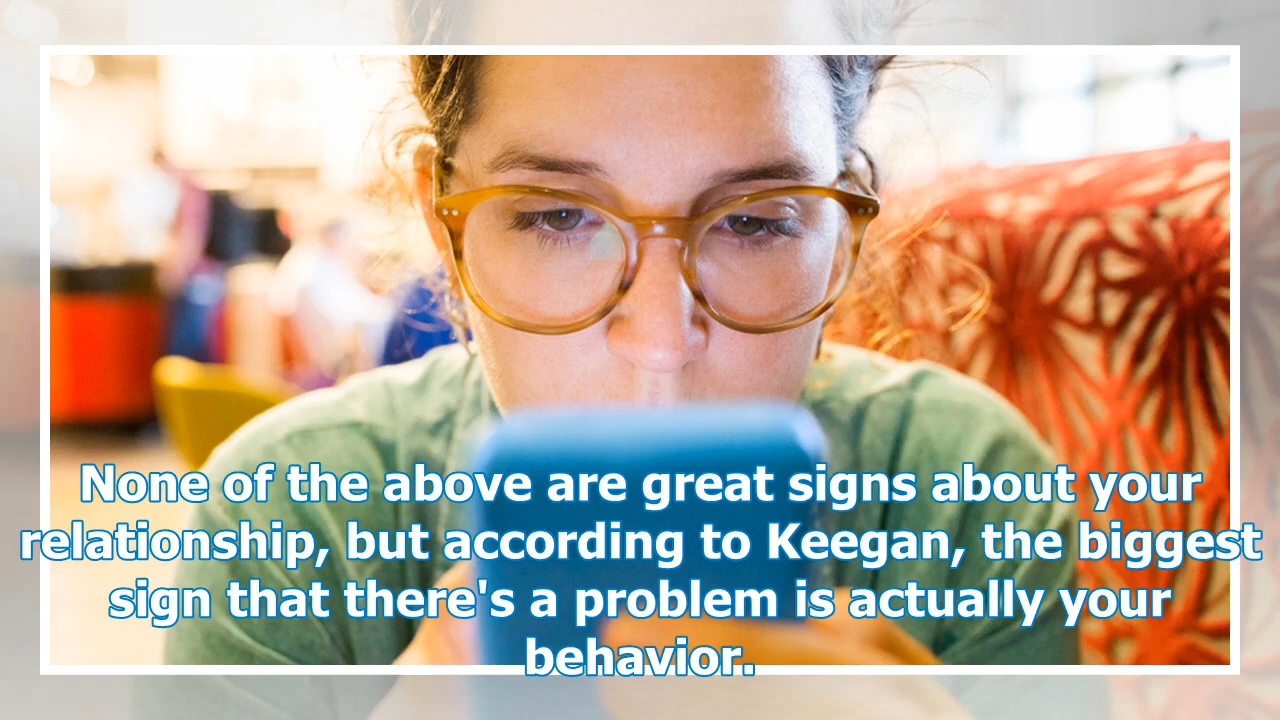 None of the above are great signs about your
relationship, but according to Keegan, the biggest
sign that there's a problem is actually your
behavior.